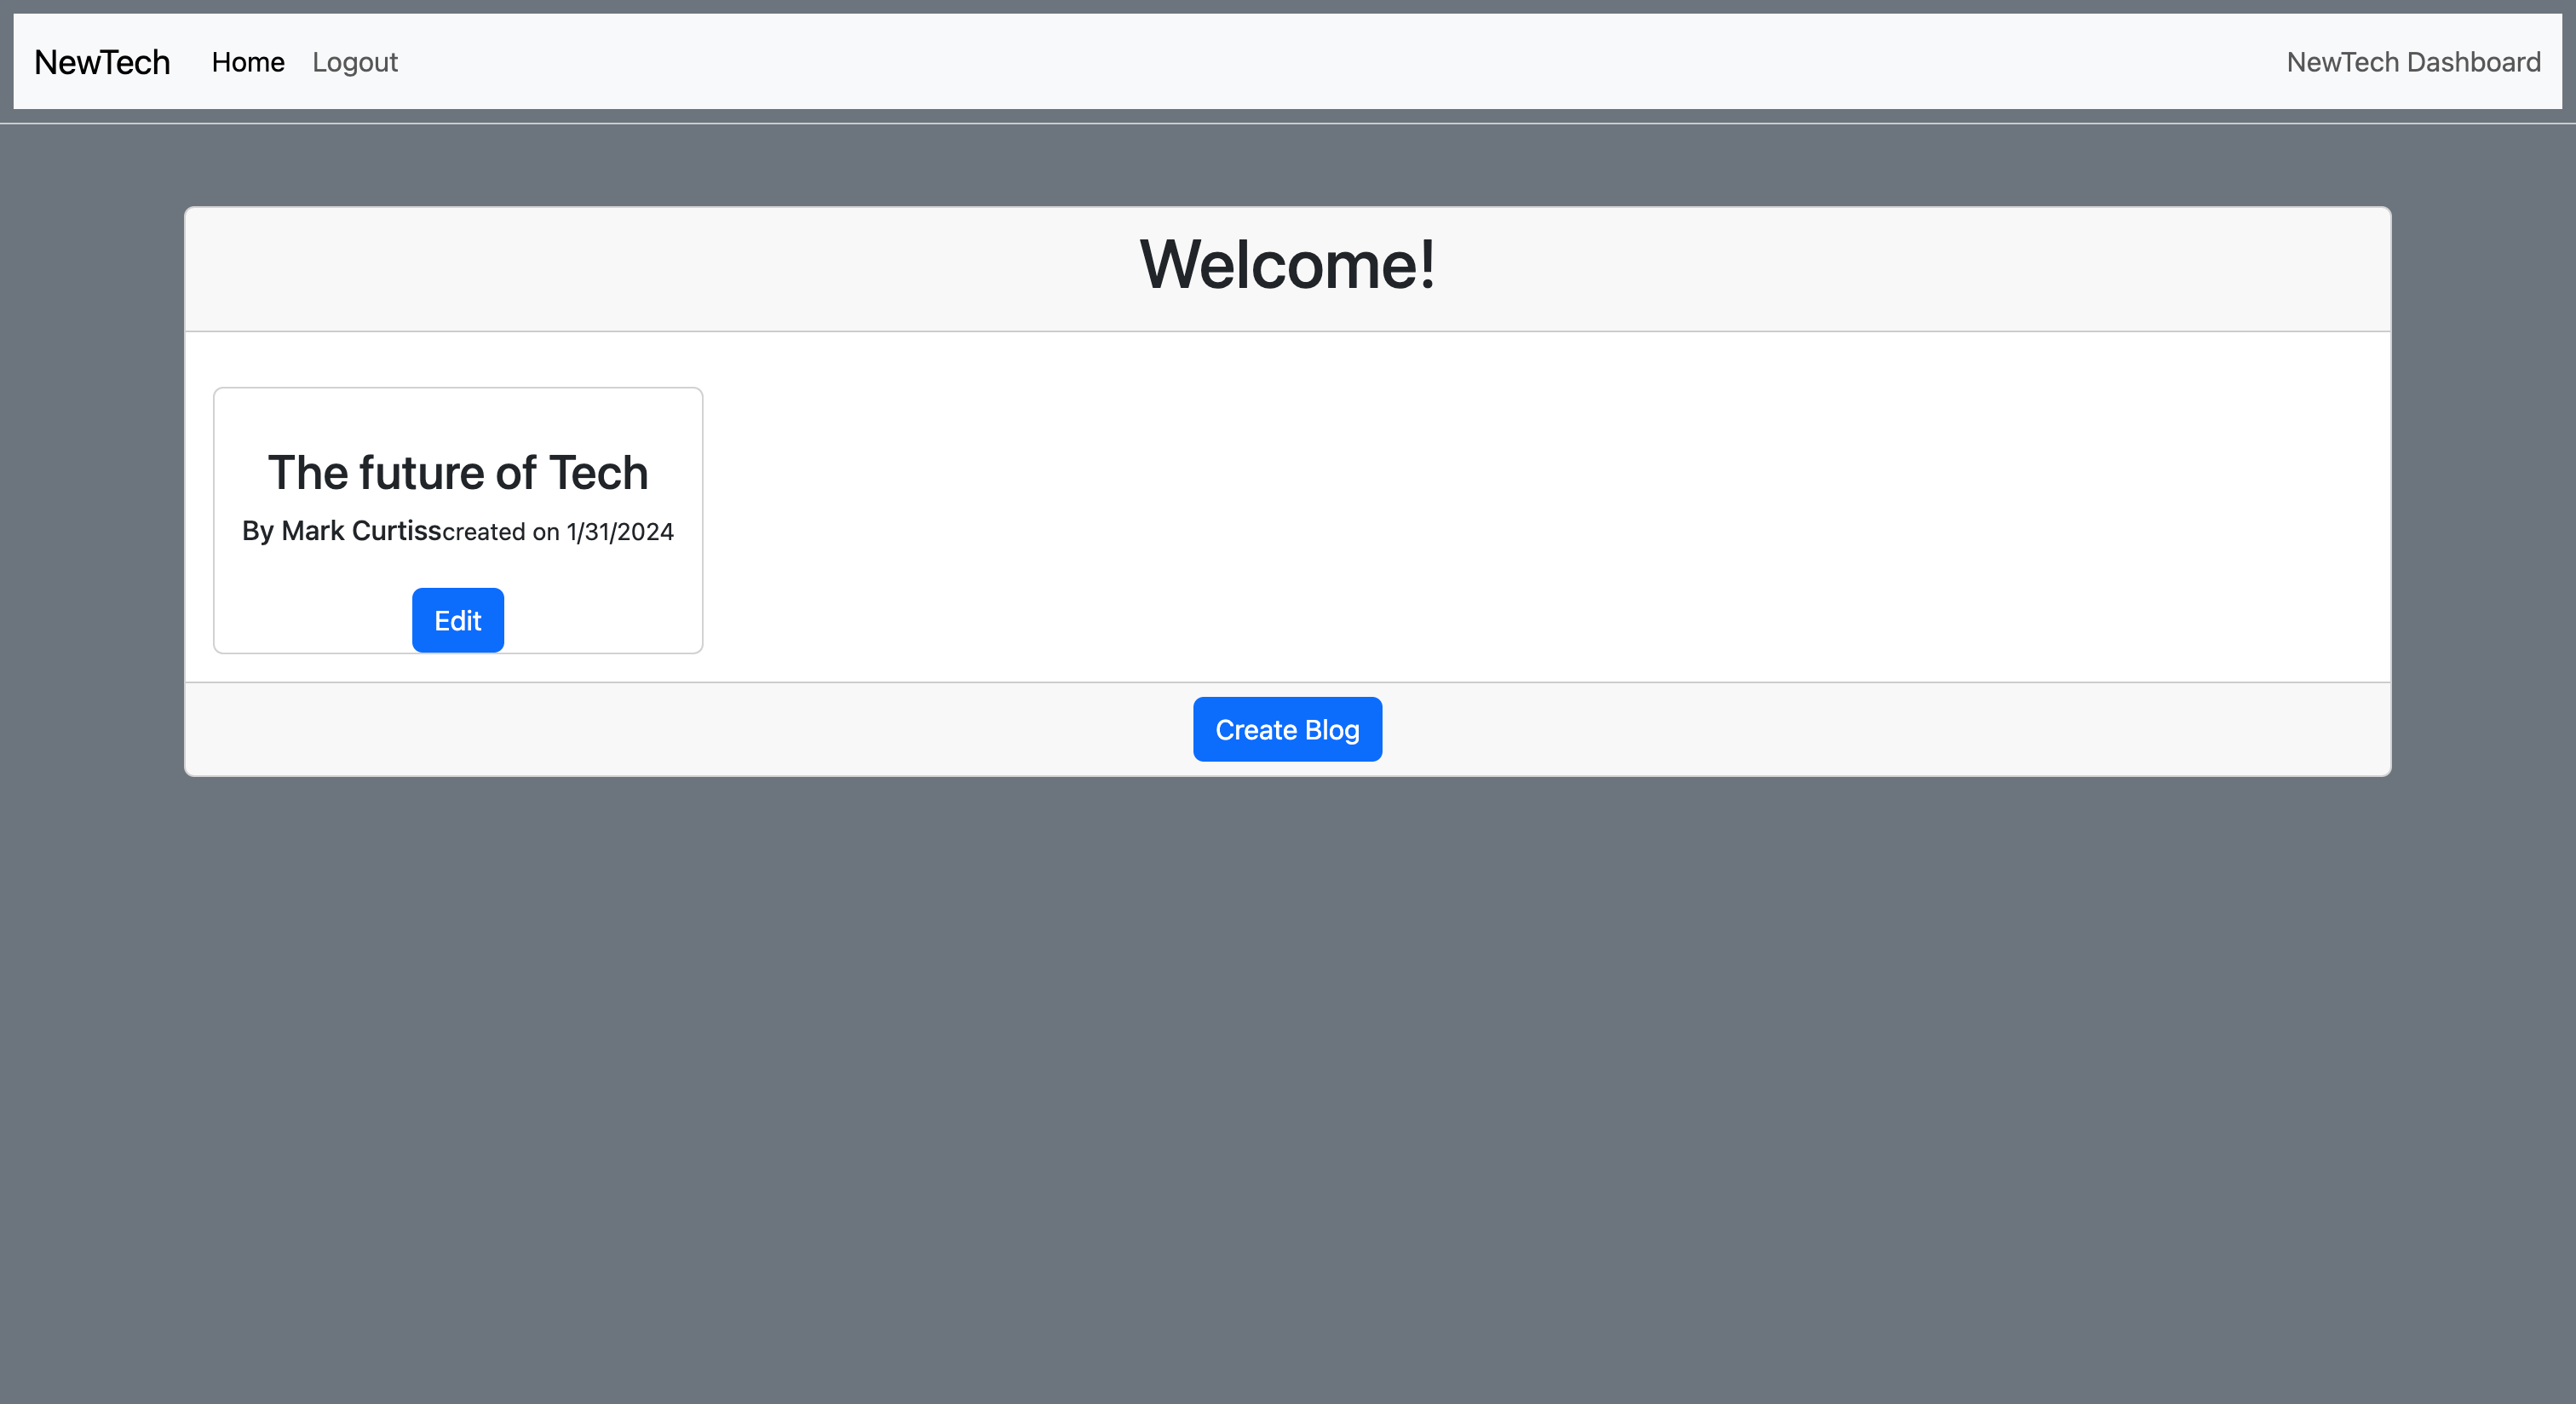 NewTech Home Logout NewTech Dashboard
Welcome!
The future of Tech
By Mark Curtisscreated on 1/31/2024
Edit
Create Blog